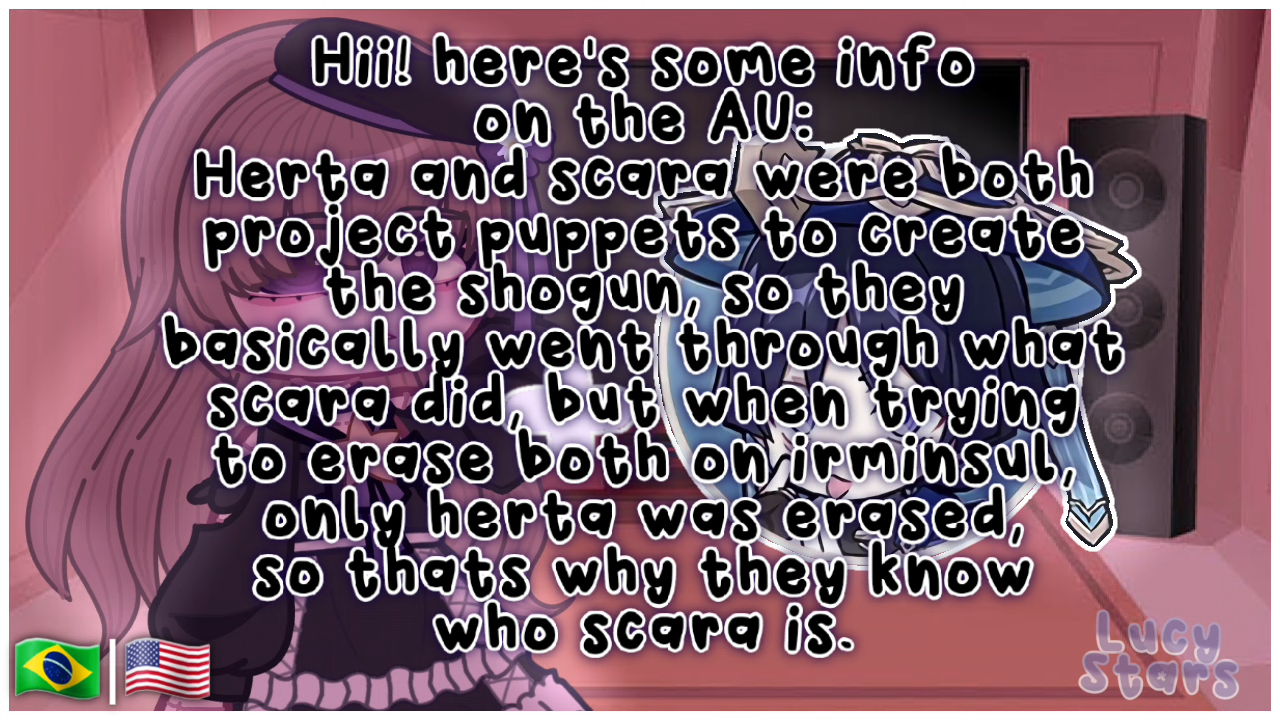 Hii! here's some info
on the AU:
Herta and scara were both
project puppets to create
the shogun, so they
basically went through what
scara did, but when trying
to erase both on irminsul,
only herta was erased,
so thats why they know
who scara is.
Lucy
Stars